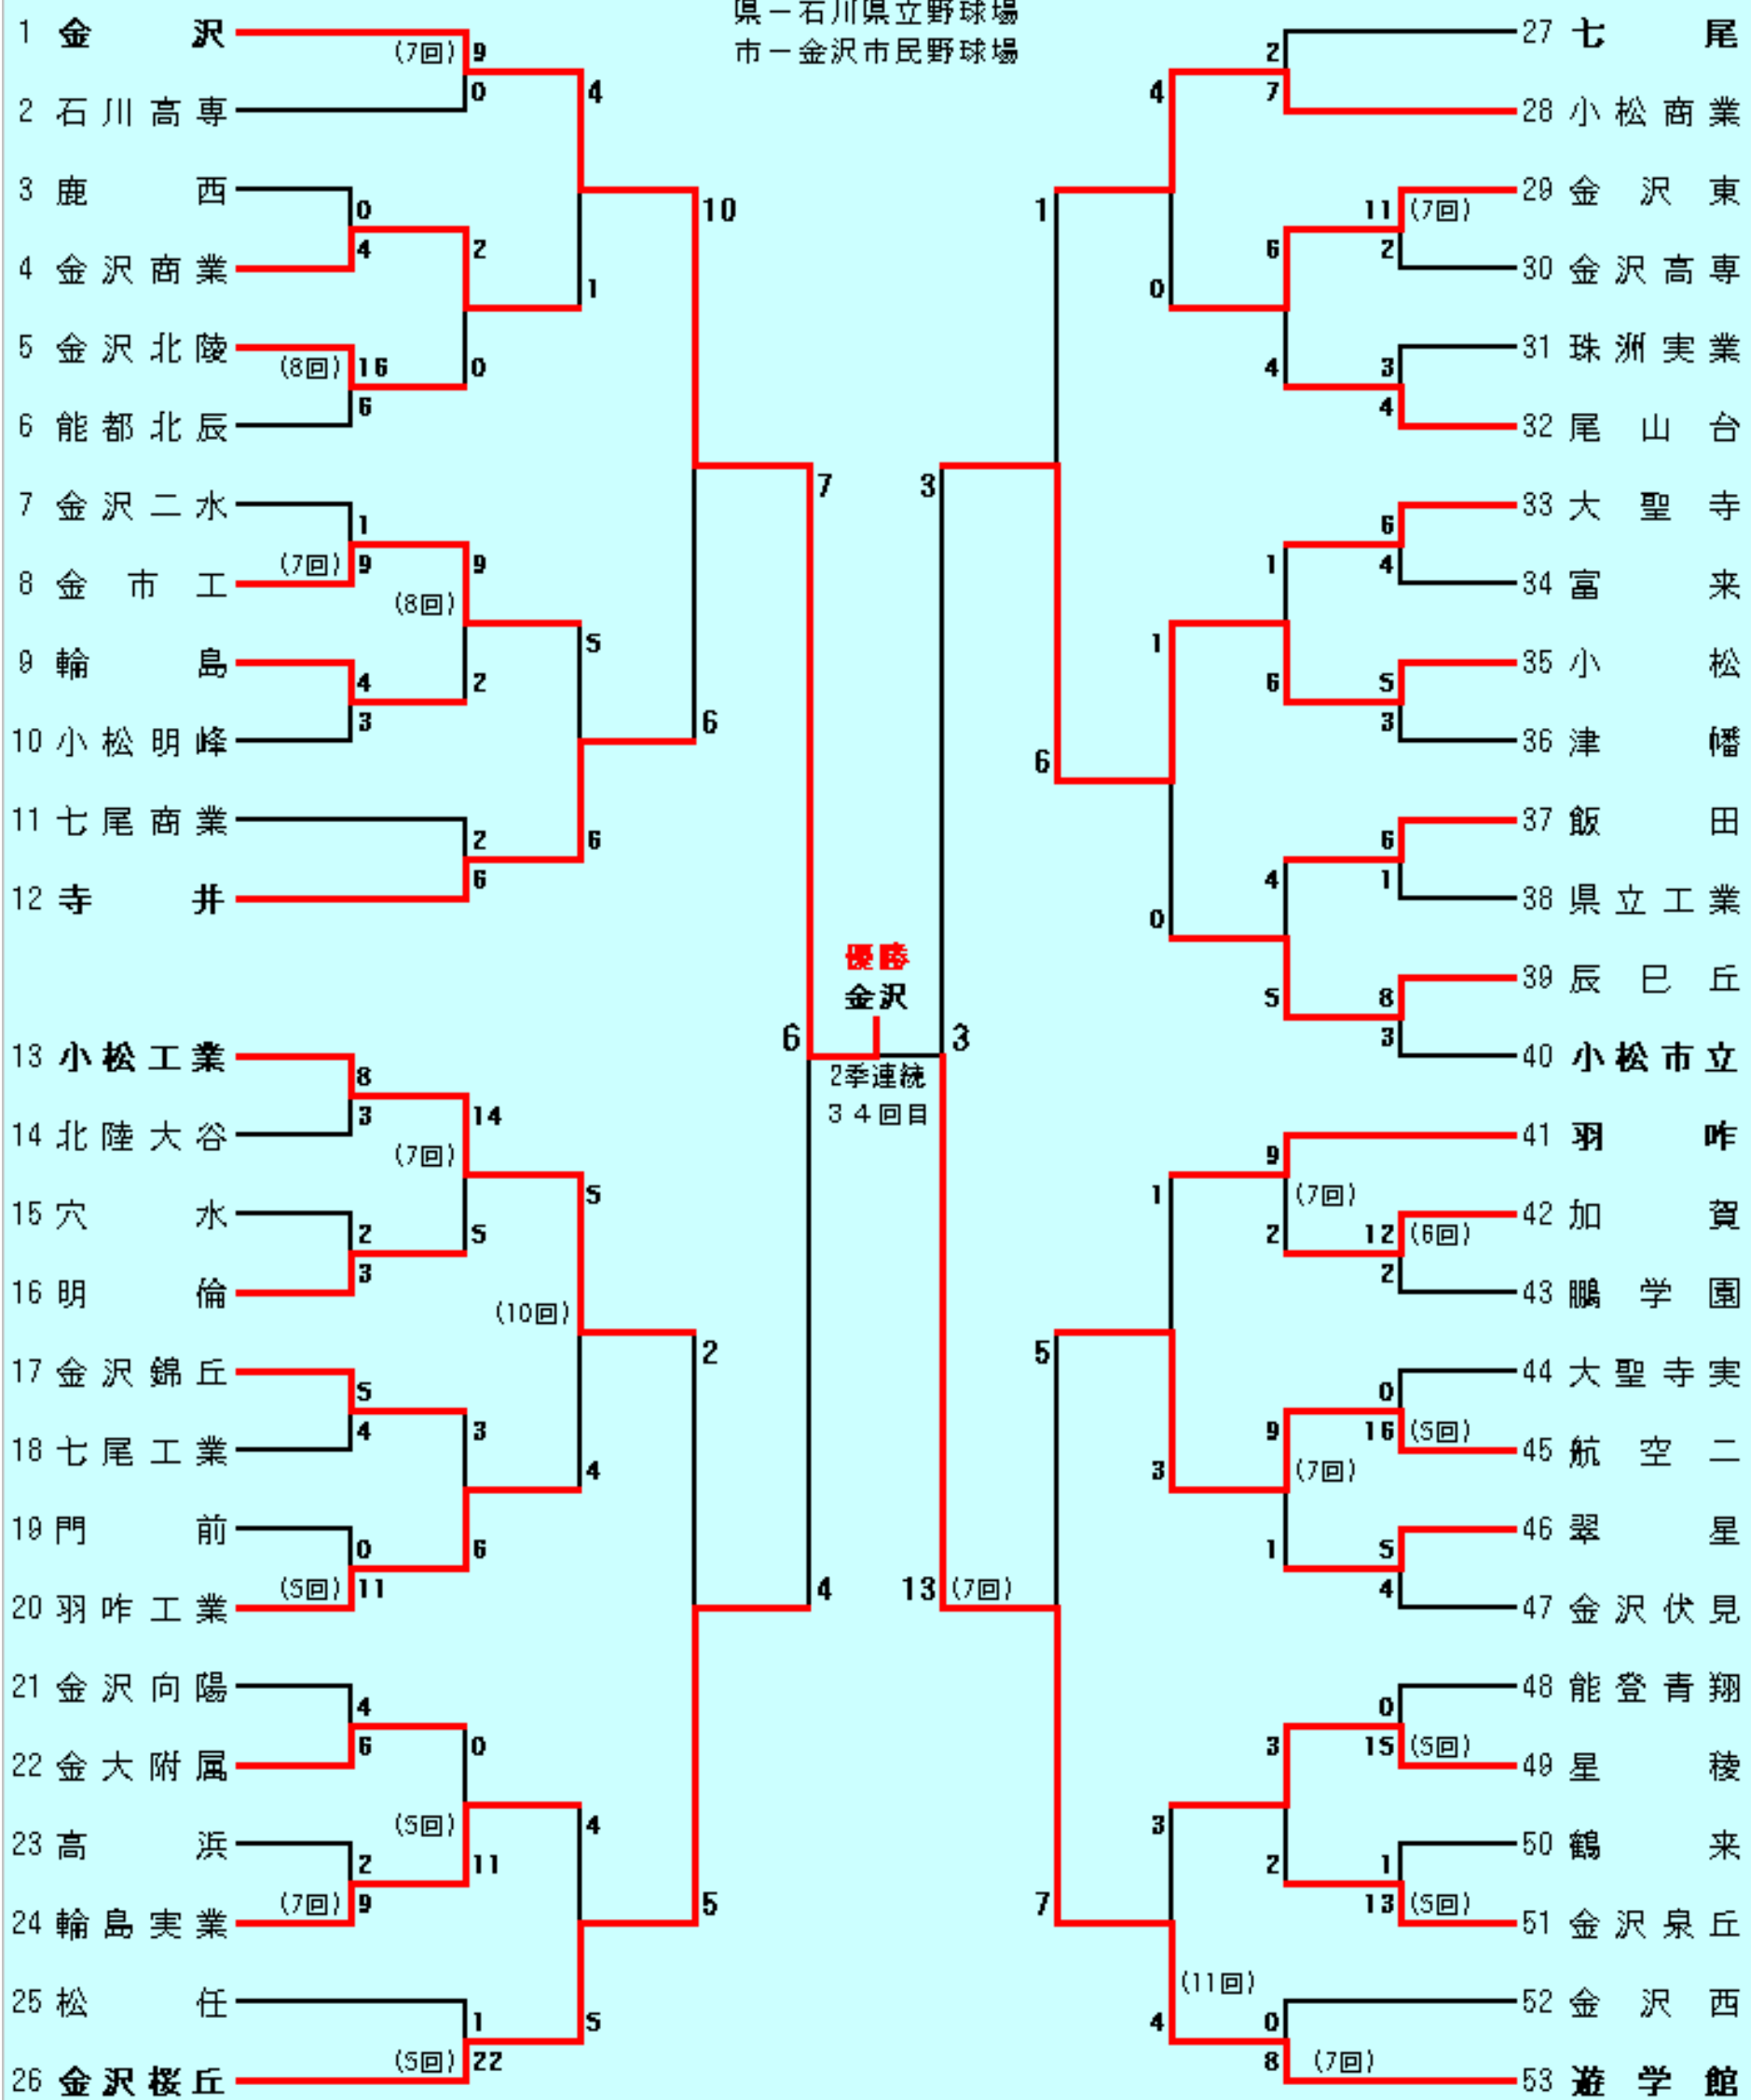 県－石川県立野球場
市－金沢市民野球場
1 金沢
(7回) 9
0
2 石川高専
4
3 鹿西
0
4
4 金沢商業
2
10
1
5 金沢北陵
(8回) 16
6
0
6 能都北辰
7 金沢二水
1
(7回) 9
8 金市工
9
(8回)
7
9 輪島
4
3
2
5
10 小松明峰
6
11 七尾商業
2
6
6
12 寺井
優勝
金沢
6
3
2季連続
34回目
13 小松工業
8
3
14
14 北陸大谷
(7回)
5
15 穴水
2
3
5
16 明倫
(10回)
2
17 金沢錦丘
5
4
3
18 七尾工業
4
19 門前
0
(5回) 11
6
20 羽咋工業
4
21 金沢向陽
4
6
0
22 金大附属
(5回)
4
23 高浜
2
(7回) 9
11
24 輪島実業
5
25 松任
1
(5回) 22
5
26 金沢桜丘
27 七尾
2
7
4
28 小松商業
29 金沢東
11 (7回)
2
6
1
30 金沢高専
0
31 珠洲実業
3
4
4
32 尾山台
3
33 大聖寺
6
4
1
34 富来
1
35 小松
5
3
6
36 津幡
6
37 飯田
6
1
4
38 県立工業
0
39 辰巳丘
8
3
5
40 小松市立
41 羽咋
9
(7回)
1
42 加賀
12 (6回)
2
2
43 鵬学園
5
44 大聖寺実
0
16 (5回)
9
45 航空二
(7回)
3
46 翠星
5
4
1
47 金沢伏見
13 (7回)
48 能登青翔
0
15 (5回)
3
49 星稜
3
50 鶴来
1
13 (5回)
2
51 金沢泉丘
7
(11回)
52 金沢西
0
8 (7回)
4
53 遊学館